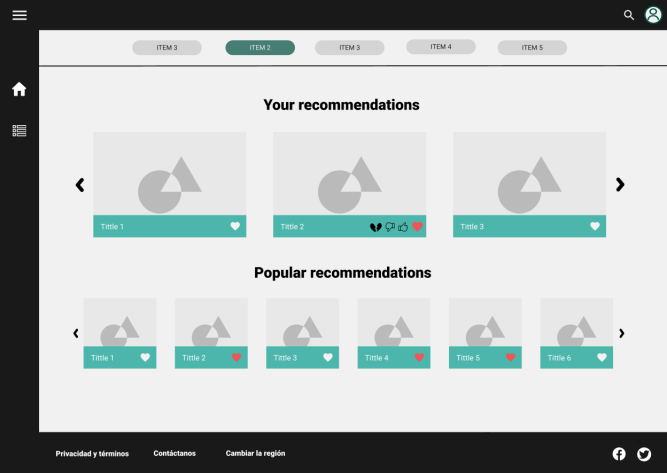 ITEM 3 ITEM 2 ITEM 3 ITEM 4 ITEM 5
Your recommendations
Tittle 1 Tittle 2 Tittle 3
Popular recommendations
Tittle 1 Tittle 2 Tittle 3 Tittle 4 Tittle 5 Tittle 6
Privacidad y términos Contáctanos Cambiar la región